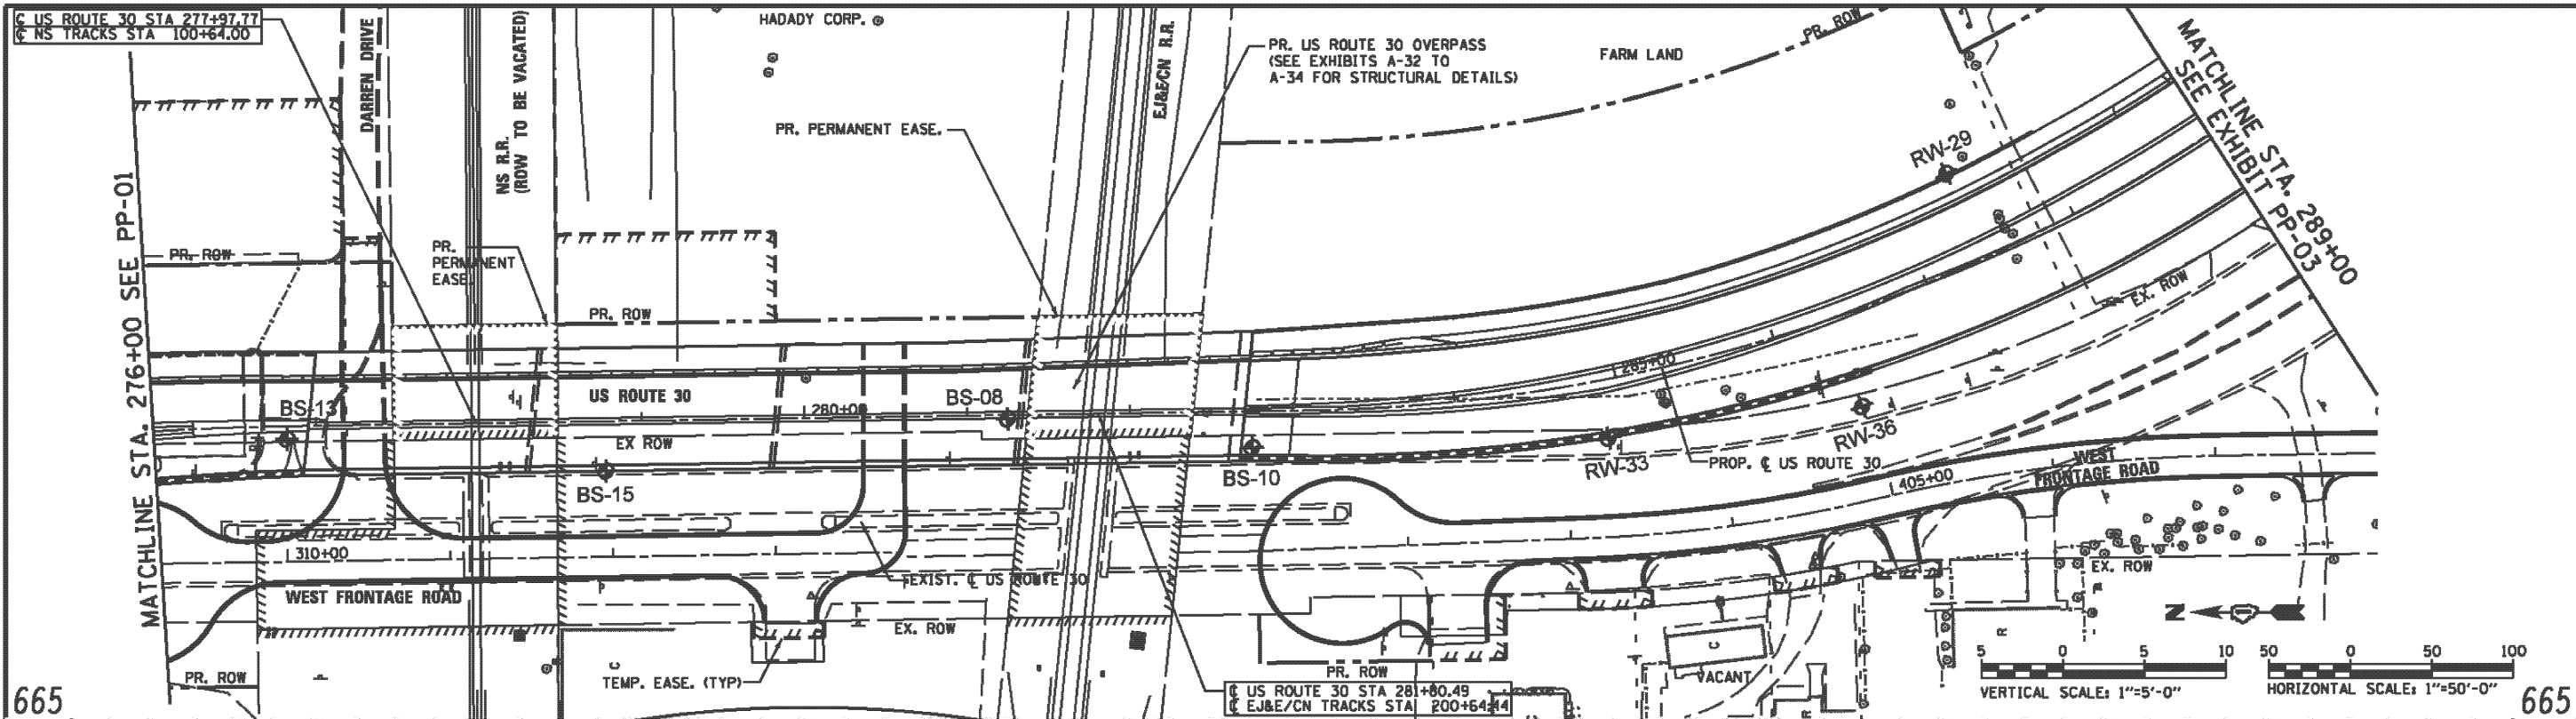 ℄ US ROUTE 30 STA 277+97.77
℄ NS TRACKS STA 100+64.00
DARREN DRIVE
NS R.R.
(ROW TO BE VACATED)
HADADY CORP.
EJ&E/CN R.R.
PR. US ROUTE 30 OVERPASS
(SEE EXHIBITS A-32 TO
A-34 FOR STRUCTURAL DETAILS)
FARM LAND
PR. ROW
MATCHLINE STA. 289+00
SEE EXHIBIT PP-03
PR. PERMANENT EASE.
RW-29
MATCHLINE STA. 276+00 SEE PP-01
PR. ROW
PR.
PERMANENT
EASE.
PR. ROW
EX. ROW
US ROUTE 30
BS-13
280+00
BS-08
285+00
EX ROW
BS-15
BS-10
RW-33
RW-36
PROP. ℄ US ROUTE 30
WEST
FRONTAGE ROAD
405+00
310+00
EXIST. ℄ US ROUTE 30
WEST FRONTAGE ROAD
EX. ROW
EX. ROW
N
R
C
VACANT
R
PR. ROW
C
TEMP. EASE. (TYP)
PR. ROW
℄ US ROUTE 30 STA 281+80.49
℄ EJ&E/CN TRACKS STA 200+64.44
5 0 5 10
VERTICAL SCALE: 1"=5'-0"
50 0 50 100
HORIZONTAL SCALE: 1"=50'-0"
665
665